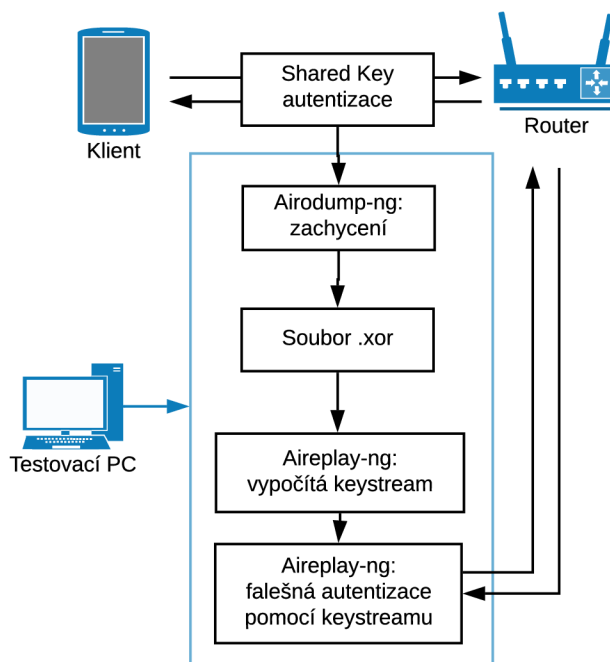 Shared Key
autentizace
Klient
Router
Airodump-ng:
zachycení
Soubor .xor
Testovací PC
Aireplay-ng:
vypočítá keystream
Aireplay-ng:
falešná autentizace
pomocí keystreamu